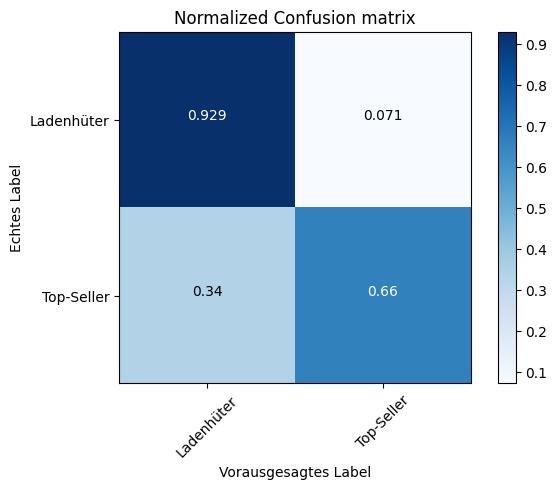 Normalized Confusion matrix
Echtes Label
Ladenhüter
0.929
0.071
Top-Seller
0.34
0.66
Ladenhüter
Top-Seller
Vorausgesagtes Label
0.9
0.8
0.7
0.6
0.5
0.4
0.3
0.2
0.1